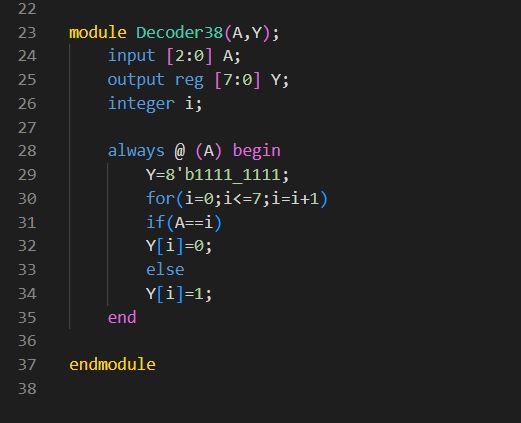 22
23 module Decoder38(A,Y);
24     input [2:0] A;
25     output reg [7:0] Y;
26     integer i;
27
28     always @ (A) begin
29         Y=8'b1111_1111;
30         for(i=0;i<=7;i=i+1)
31         if(A==i)
32         Y[i]=0;
33         else
34         Y[i]=1;
35     end
36
37 endmodule
38